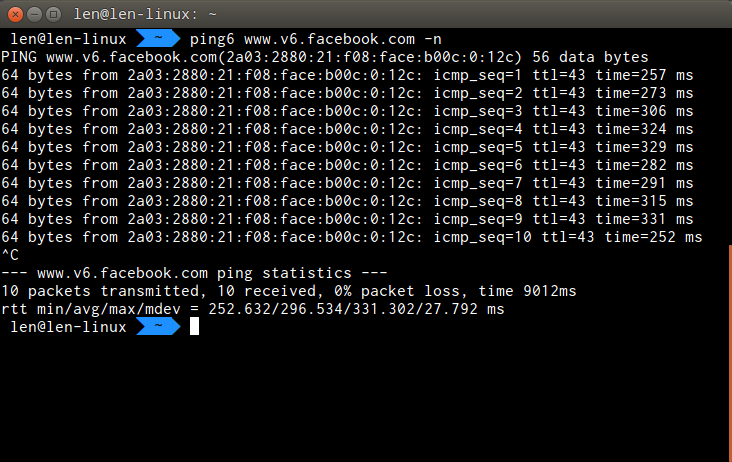 len@len-linux: ~
len@len-linux ~ ping6 www.v6.facebook.com -n
PING www.v6.facebook.com(2a03:2880:21:f08:face:b00c:0:12c) 56 data bytes
64 bytes from 2a03:2880:21:f08:face:b00c:0:12c: icmp_seq=1 ttl=43 time=257 ms
64 bytes from 2a03:2880:21:f08:face:b00c:0:12c: icmp_seq=2 ttl=43 time=273 ms
64 bytes from 2a03:2880:21:f08:face:b00c:0:12c: icmp_seq=3 ttl=43 time=306 ms
64 bytes from 2a03:2880:21:f08:face:b00c:0:12c: icmp_seq=4 ttl=43 time=324 ms
64 bytes from 2a03:2880:21:f08:face:b00c:0:12c: icmp_seq=5 ttl=43 time=329 ms
64 bytes from 2a03:2880:21:f08:face:b00c:0:12c: icmp_seq=6 ttl=43 time=282 ms
64 bytes from 2a03:2880:21:f08:face:b00c:0:12c: icmp_seq=7 ttl=43 time=291 ms
64 bytes from 2a03:2880:21:f08:face:b00c:0:12c: icmp_seq=8 ttl=43 time=315 ms
64 bytes from 2a03:2880:21:f08:face:b00c:0:12c: icmp_seq=9 ttl=43 time=331 ms
64 bytes from 2a03:2880:21:f08:face:b00c:0:12c: icmp_seq=10 ttl=43 time=252 ms
^C
--- www.v6.facebook.com ping statistics ---
10 packets transmitted, 10 received, 0% packet loss, time 9012ms
rtt min/avg/max/mdev = 252.632/296.534/331.302/27.792 ms
len@len-linux ~